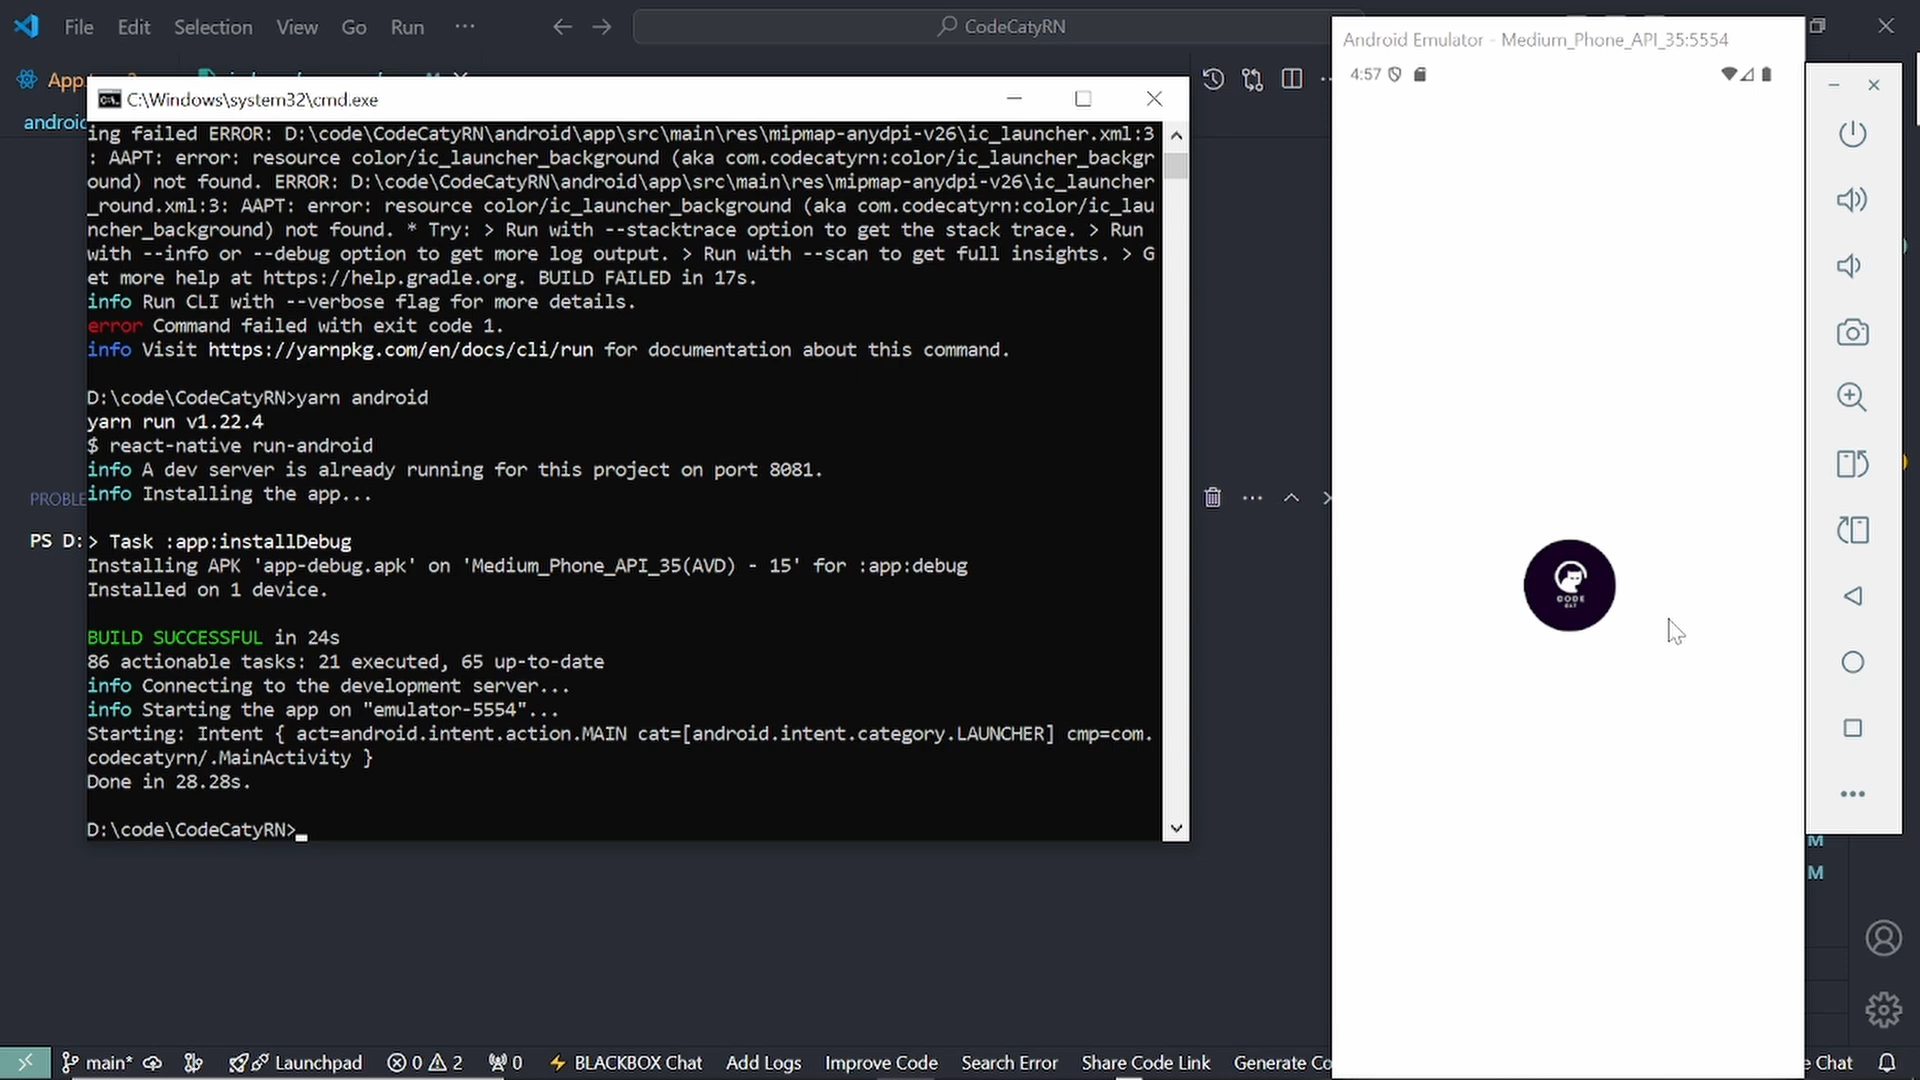 File Edit Selection View Go Run ··· CodeCatyRN
Android Emulator - Medium_Phone_API_35:5554
4:57
App
android
C:\Windows\system32\cmd.exe
ing failed ERROR: D:\code\CodeCatyRN\android\app\src\main\res\mipmap-anydpi-v26\ic_launcher.xml:3
: AAPT: error: resource color/ic_launcher_background (aka com.codecatyrn:color/ic_launcher_backgr
ound) not found. ERROR: D:\code\CodeCatyRN\android\app\src\main\res\mipmap-anydpi-v26\ic_launcher
_round.xml:3: AAPT: error: resource color/ic_launcher_background (aka com.codecatyrn:color/ic_lau
ncher_background) not found. * Try: > Run with --stacktrace option to get the stack trace. > Run
with --info or --debug option to get more log output. > Run with --scan to get full insights. > G
et more help at https://help.gradle.org. BUILD FAILED in 17s.
info Run CLI with --verbose flag for more details.
error Command failed with exit code 1.
info Visit https://yarnpkg.com/en/docs/cli/run for documentation about this command.
D:\code\CodeCatyRN>yarn android
yarn run v1.22.4
$ react-native run-android
info A dev server is already running for this project on port 8081.
info Installing the app...
PROBLE
PS D:
> Task :app:installDebug
Installing APK 'app-debug.apk' on 'Medium_Phone_API_35(AVD) - 15' for :app:debug
Installed on 1 device.
BUILD SUCCESSFUL in 24s
86 actionable tasks: 21 executed, 65 up-to-date
info Connecting to the development server...
info Starting the app on "emulator-5554"...
Starting: Intent { act=android.intent.action.MAIN cat=[android.intent.category.LAUNCHER] cmp=com.
codecatyrn/.MainActivity }
Done in 28.28s.
D:\code\CodeCatyRN>
CODE
M
M
main* Launchpad 0 2 0 BLACKBOX Chat Add Logs Improve Code Search Error Share Code Link Generate Co e Chat